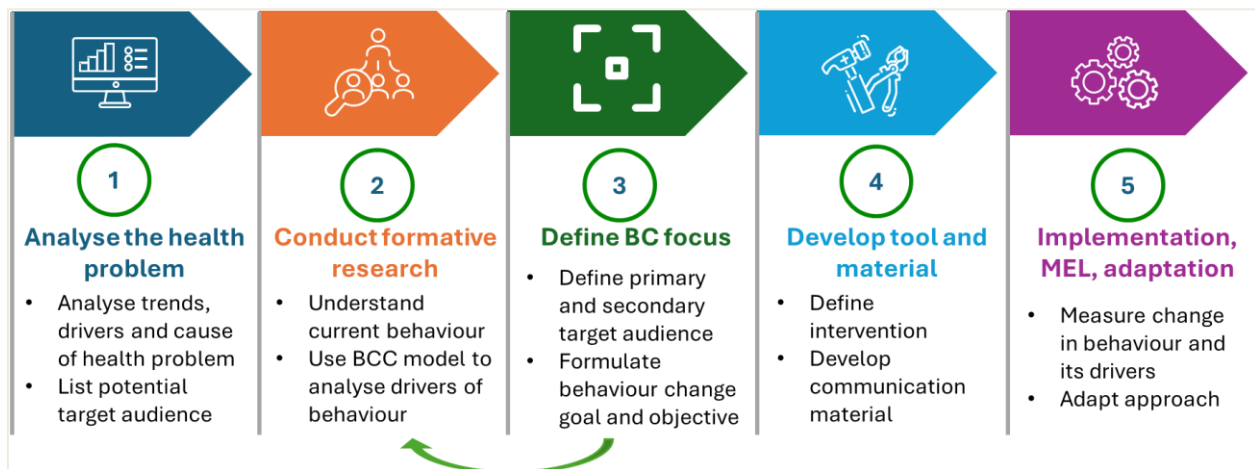 1
Analyse the health
problem
• Analyse trends,
drivers and cause
of health problem
• List potential
target audience
2
Conduct formative
research
• Understand
current behaviour
• Use BCC model to
analyse drivers of
behaviour
3
Define BC focus
• Define primary
and secondary
target audience
• Formulate
behaviour change
goal and objective
4
Develop tool and
material
• Define
intervention
• Develop
communication
material
5
Implementation,
MEL, adaptation
• Measure change
in behaviour and
its drivers
• Adapt approach